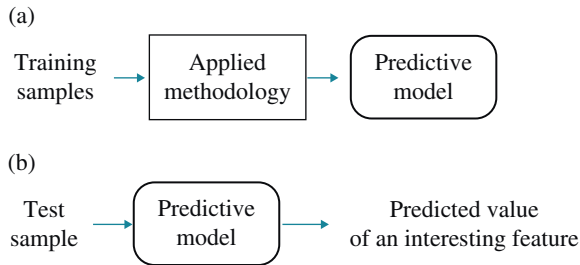 (a)
Training samples
Applied methodology
Predictive model
(b)
Test sample
Predictive model
Predicted value of an interesting feature